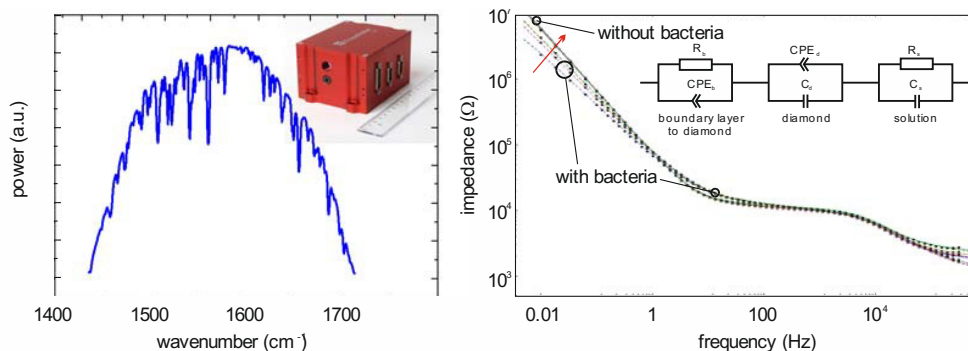 power (a.u.)
1400
1500
1600
1700
wavenumber (cm⁻)
impedance (Ω)
10⁷
10⁶
10⁵
10⁴
10³
without bacteria
with bacteria
R_b
CPE_b
boundary layer
to diamond
CPE_d
C_d
diamond
R_s
C_s
solution
0.01
1
100
10⁴
frequency (Hz)